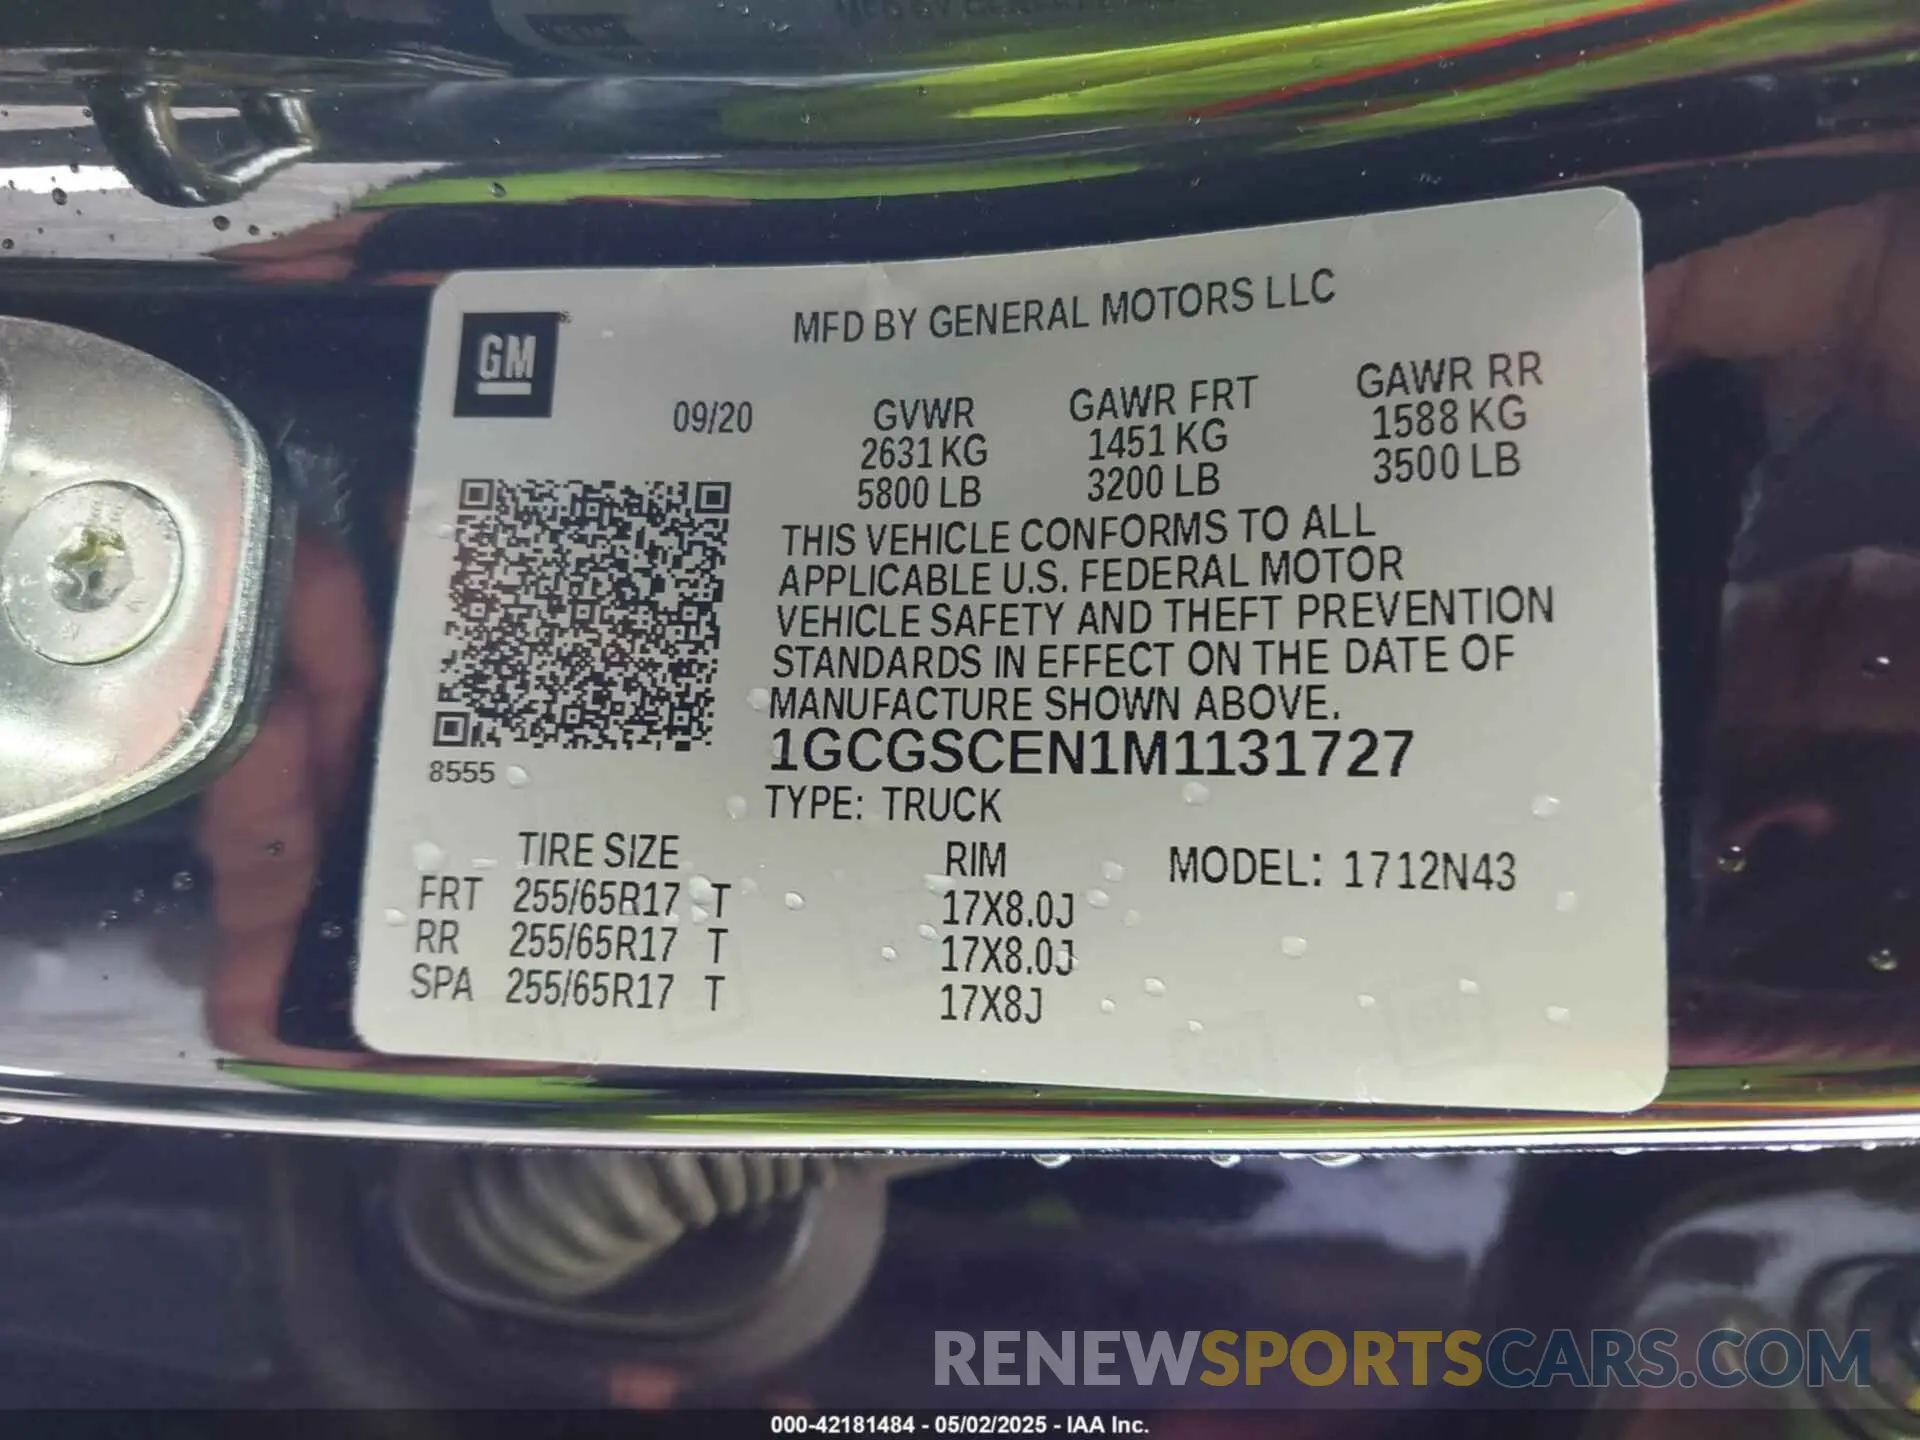 GM
MFD BY GENERAL MOTORS LLC
09/20
GVWR GAWR FRT GAWR RR
2631 KG 1451 KG 1588 KG
5800 LB 3200 LB 3500 LB
THIS VEHICLE CONFORMS TO ALL
APPLICABLE U.S. FEDERAL MOTOR
VEHICLE SAFETY AND THEFT PREVENTION
STANDARDS IN EFFECT ON THE DATE OF
MANUFACTURE SHOWN ABOVE.
8555
1GCGSCEN1M1131727
TYPE: TRUCK
TIRE SIZE RIM MODEL: 1712N43
FRT 255/65R17 T 17X8.0J
RR 255/65R17 T 17X8.0J
SPA 255/65R17 T 17X8J
RENEWSPORTSCARS.COM
000-42181484 - 05/02/2025 - IAA Inc.